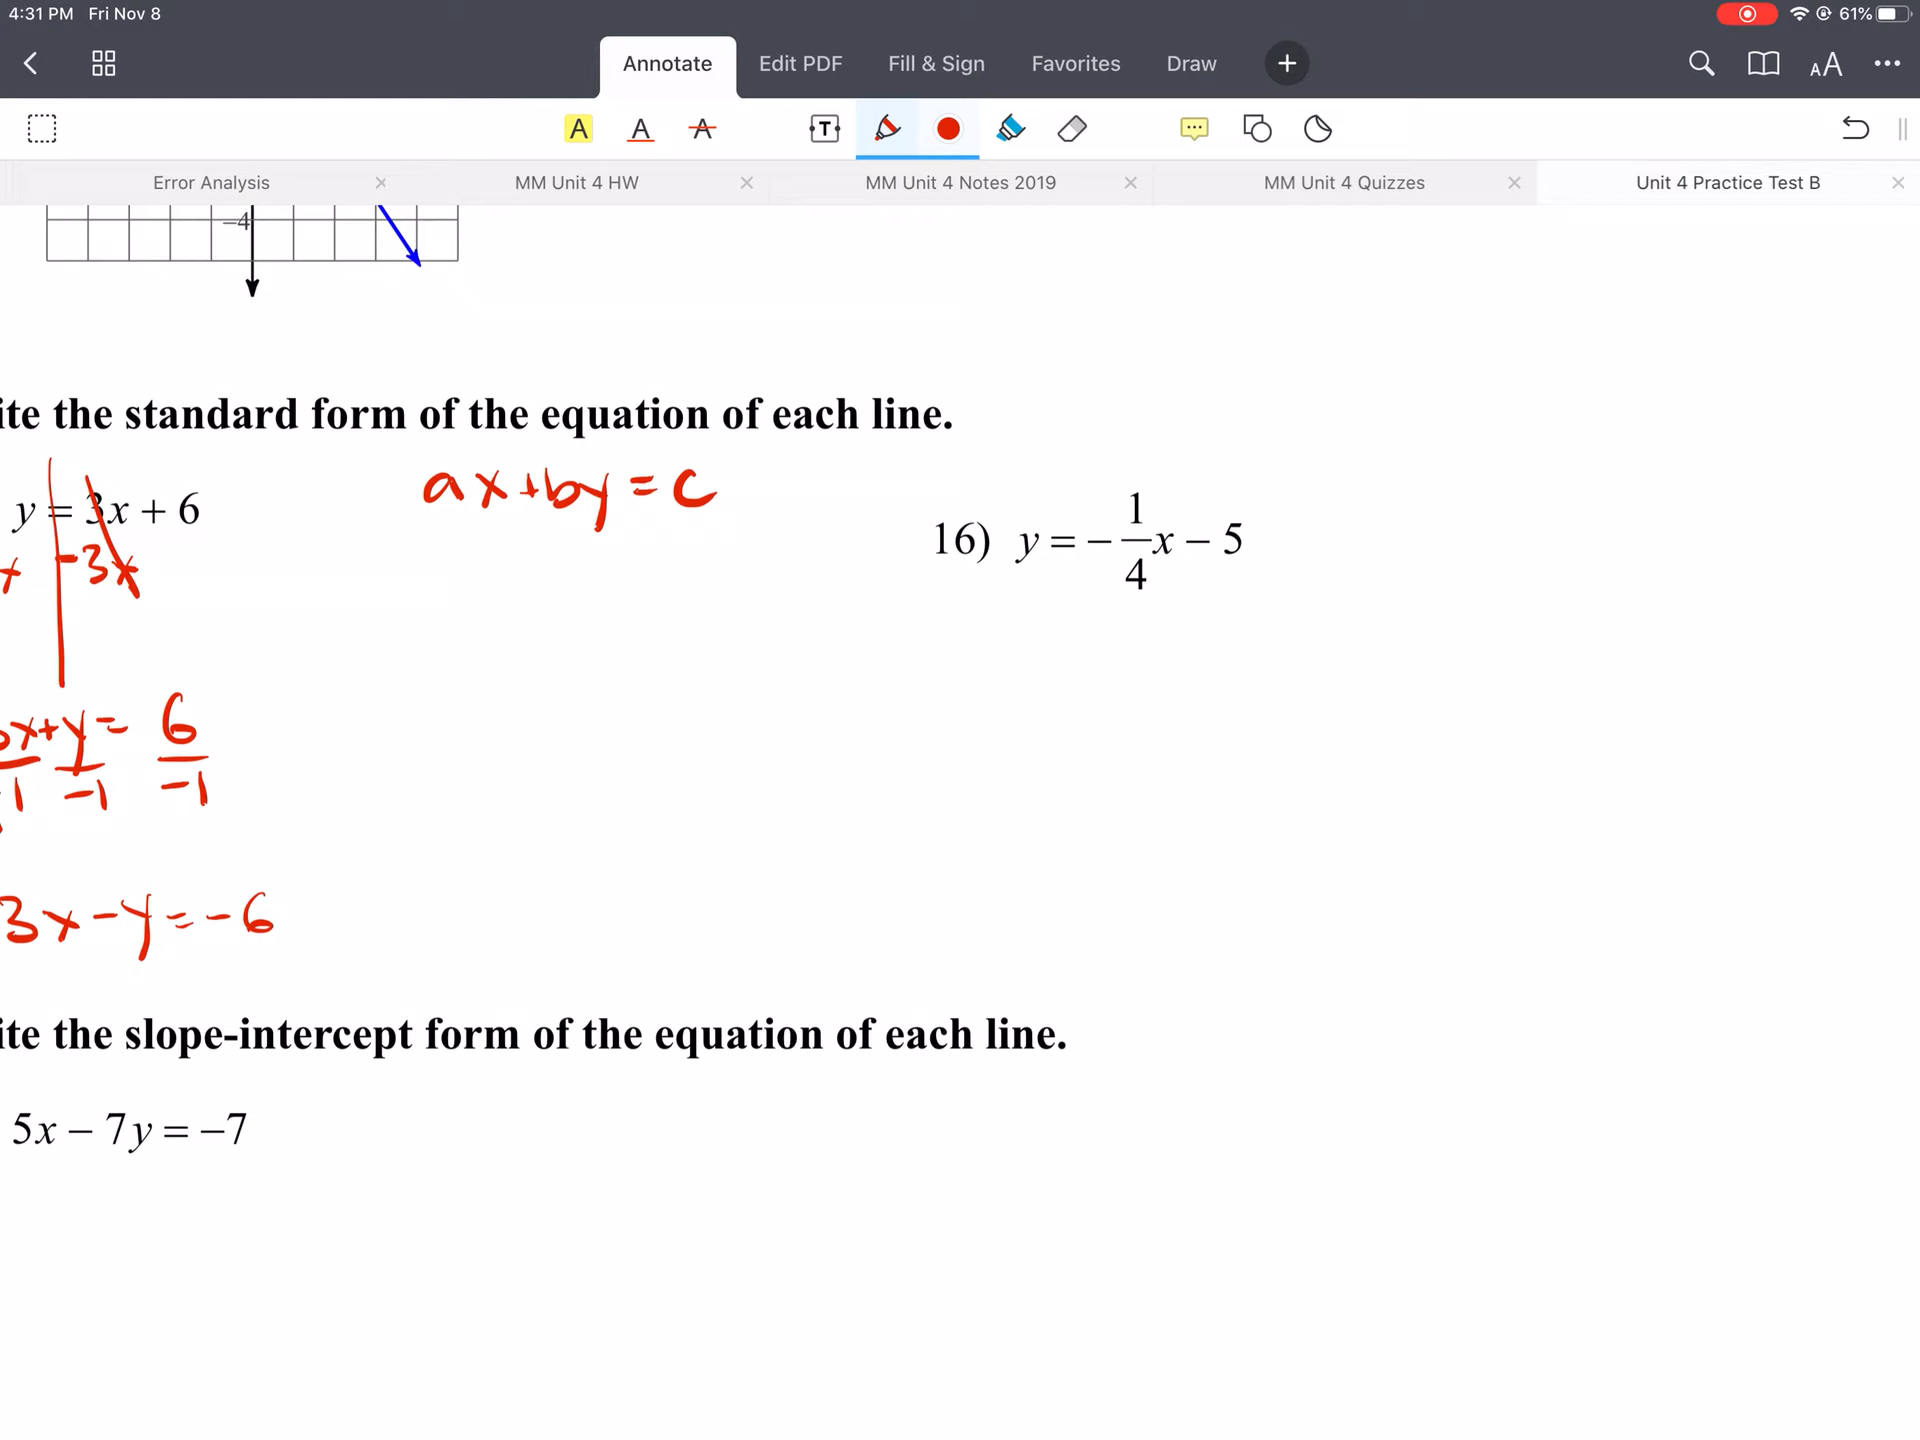 4:31 PM Fri Nov 8 61%
Annotate Edit PDF Fill & Sign Favorites Draw
Error Analysis MM Unit 4 HW MM Unit 4 Notes 2019 MM Unit 4 Quizzes Unit 4 Practice Test B
−4
ite the standard form of the equation of each line.
y = 3x + 6
ax+by=c
16) y = −1/4 x − 5
x −3x
3x+y= 6
-1 -1 -1
3x-y=-6
ite the slope-intercept form of the equation of each line.
5x − 7y = −7